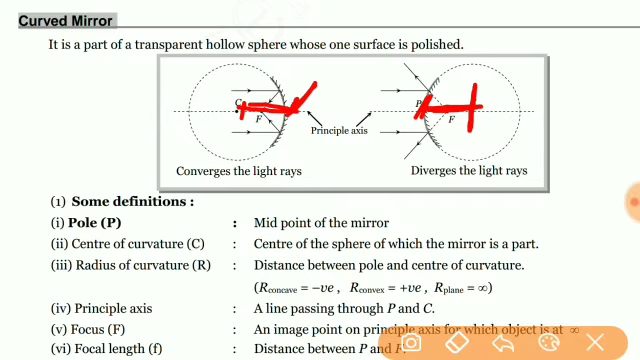 Curved Mirror
It is a part of a transparent hollow sphere whose one surface is polished.
C
F
P
F
Principle axis
Converges the light rays
Diverges the light rays
(1) Some definitions :
(i) Pole (P) : Mid point of the mirror
(ii) Centre of curvature (C) : Centre of the sphere of which the mirror is a part.
(iii) Radius of curvature (R) : Distance between pole and centre of curvature.
(Rconcave = –ve , Rconvex = +ve , Rplane = ∞)
(iv) Principle axis : A line passing through P and C.
(v) Focus (F) : An image point on principle axis for which object is at ∞
(vi) Focal length (f) : Distance between P and F.